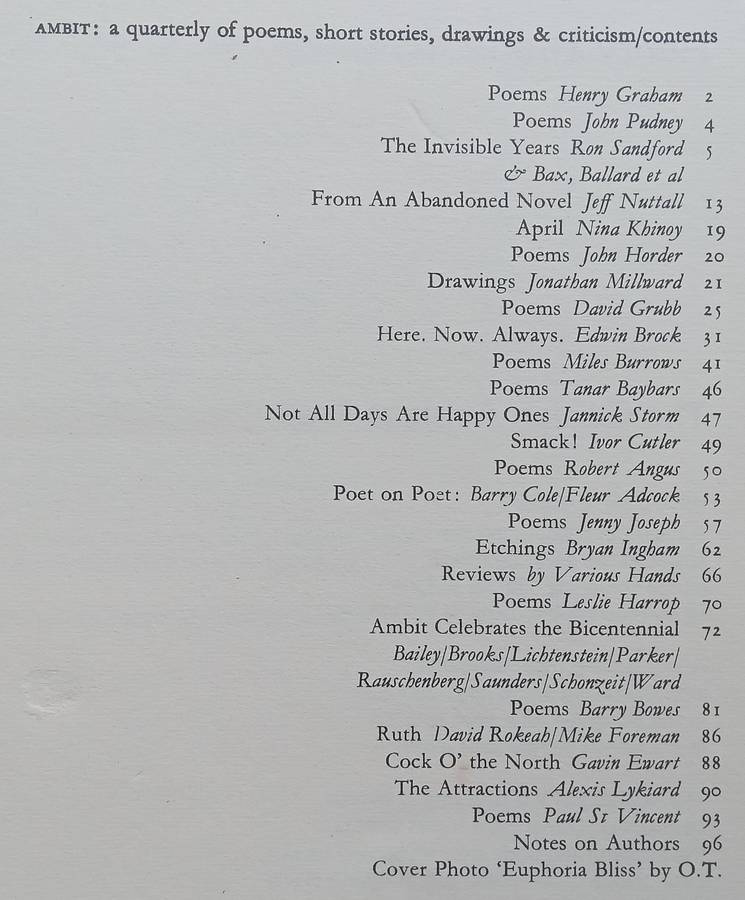 AMBIT: a quarterly of poems, short stories, drawings & criticism/contents
Poems Henry Graham 2
Poems John Pudney 4
The Invisible Years Ron Sandford 5
& Bax, Ballard et al
From An Abandoned Novel Jeff Nuttall 13
April Nina Khinoy 19
Poems John Horder 20
Drawings Jonathan Millward 21
Poems David Grubb 25
Here. Now. Always. Edwin Brock 31
Poems Miles Burrows 41
Poems Tanar Baybars 46
Not All Days Are Happy Ones Jannick Storm 47
Smack! Ivor Cutler 49
Poems Robert Angus 50
Poet on Poet: Barry Cole/Fleur Adcock 53
Poems Jenny Joseph 57
Etchings Bryan Ingham 62
Reviews by Various Hands 66
Poems Leslie Harrop 70
Ambit Celebrates the Bicentennial 72
Bailey/Brooks/Lichtenstein/Parker/
Rauschenberg/Saunders/Schonzeit/Ward
Poems Barry Bowes 81
Ruth David Rokeah/Mike Foreman 86
Cock O' the North Gavin Ewart 88
The Attractions Alexis Lykiard 90
Poems Paul St Vincent 93
Notes on Authors 96
Cover Photo 'Euphoria Bliss' by O.T.